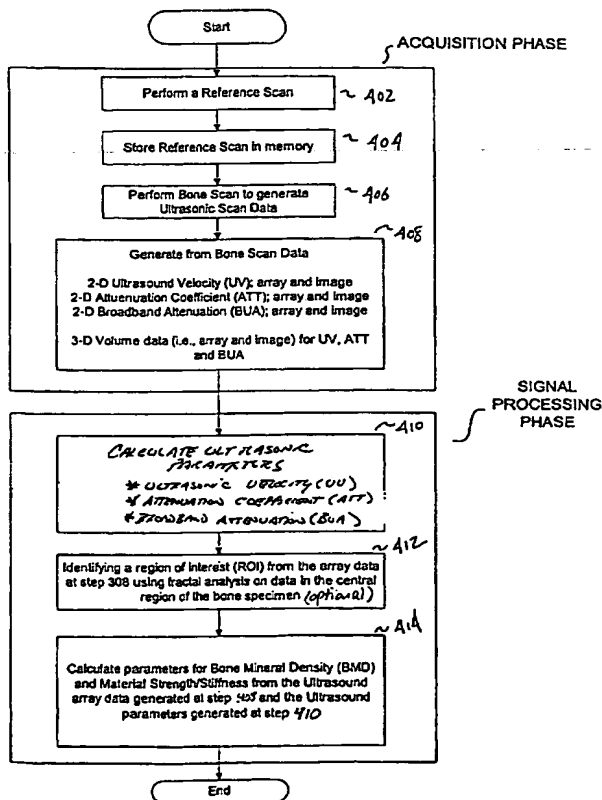 Start
ACQUISITION PHASE
Perform a Reference Scan
~ 402
Store Reference Scan in memory
~ 404
Perform Bone Scan to generate
Ultrasonic Scan Data
~ 406
~ 408
Generate from Bone Scan Data
2-D Ultrasound Velocity (UV); array and image
2-D Attuenuation Coefficient (ATT); array and image
2-D Broadband Attenuation (BUA); array and image
3-D Volume data (i.e., array and image) for UV, ATT
and BUA
SIGNAL
PROCESSING
PHASE
~ 410
CALCULATE ULTRASONIC
PARAMETERS
* ULTRASONIC VELOCITY (UV)
* ATTENUATION COEFFICIENT (ATT)
* BROADBAND ATTENUATION (BUA)
~ 412
Identifying a region of interest (ROI) from the array data
at step 308 using fractal analysis on data in the central
region of the bone specimen (optional)
~ 414
Calculate parameters for Bone Mineral Density (BMD)
and Material Strength/Stiffness from the Ultrasound
array data generated at step 408 and the Ultrasound
parameters generated at step 410
End